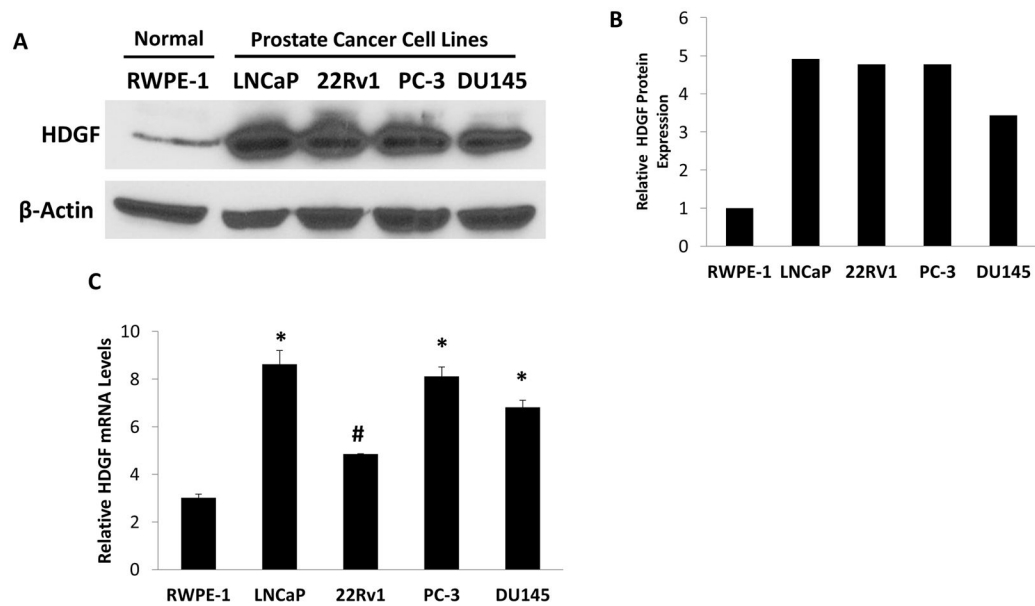 A
Normal
Prostate Cancer Cell Lines
RWPE-1 LNCaP 22Rv1 PC-3 DU145
HDGF
β-Actin
B
Relative HDGF Protein
Expression
6
5
4
3
2
1
0
RWPE-1 LNCaP 22RV1 PC-3 DU145
C
Relative HDGF mRNA Levels
10
8
6
4
2
0
*
#
*
*
RWPE-1 LNCaP 22Rv1 PC-3 DU145